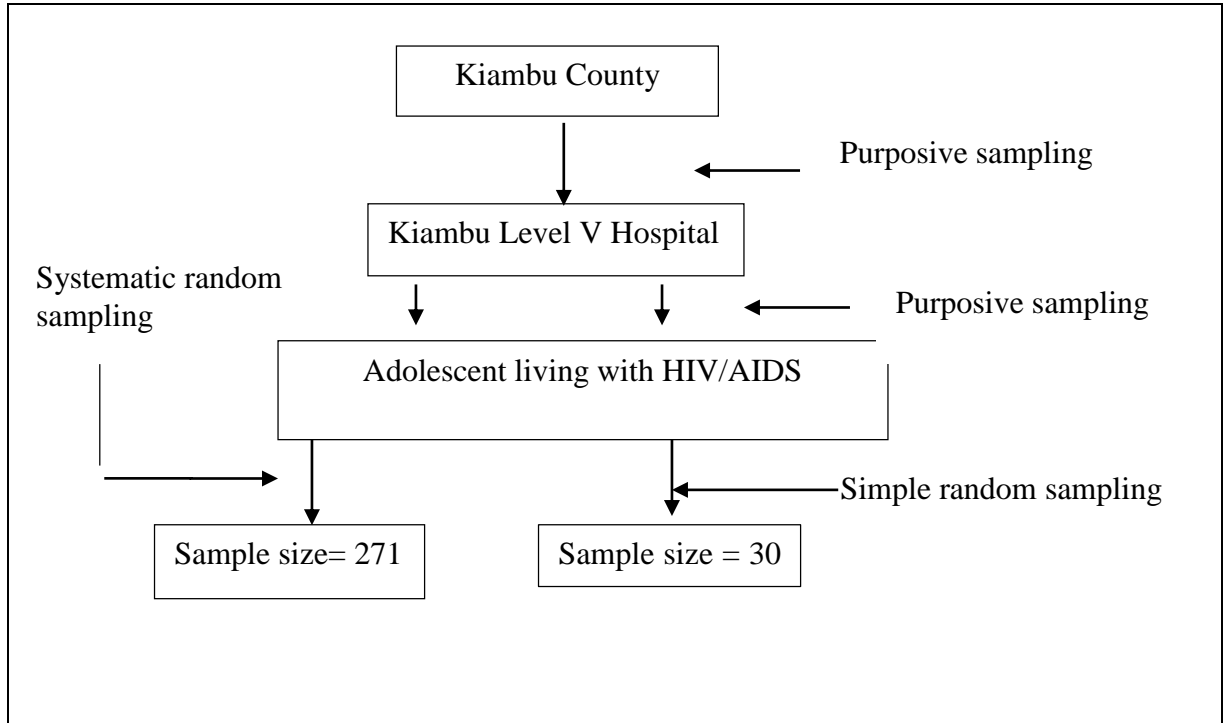 Kiambu County
Purposive sampling
Kiambu Level V Hospital
Systematic random
sampling
Purposive sampling
Adolescent living with HIV/AIDS
Simple random sampling
Sample size= 271
Sample size = 30